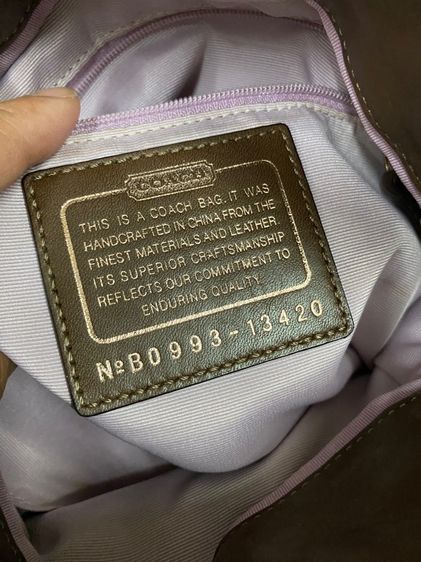 COACH
THIS IS A COACH BAG. IT WAS
HANDCRAFTED IN CHINA FROM THE
FINEST MATERIALS AND LEATHER
ITS SUPERIOR CRAFTSMANSHIP
REFLECTS OUR COMMITMENT TO
ENDURING QUALITY.
№B0993-13420